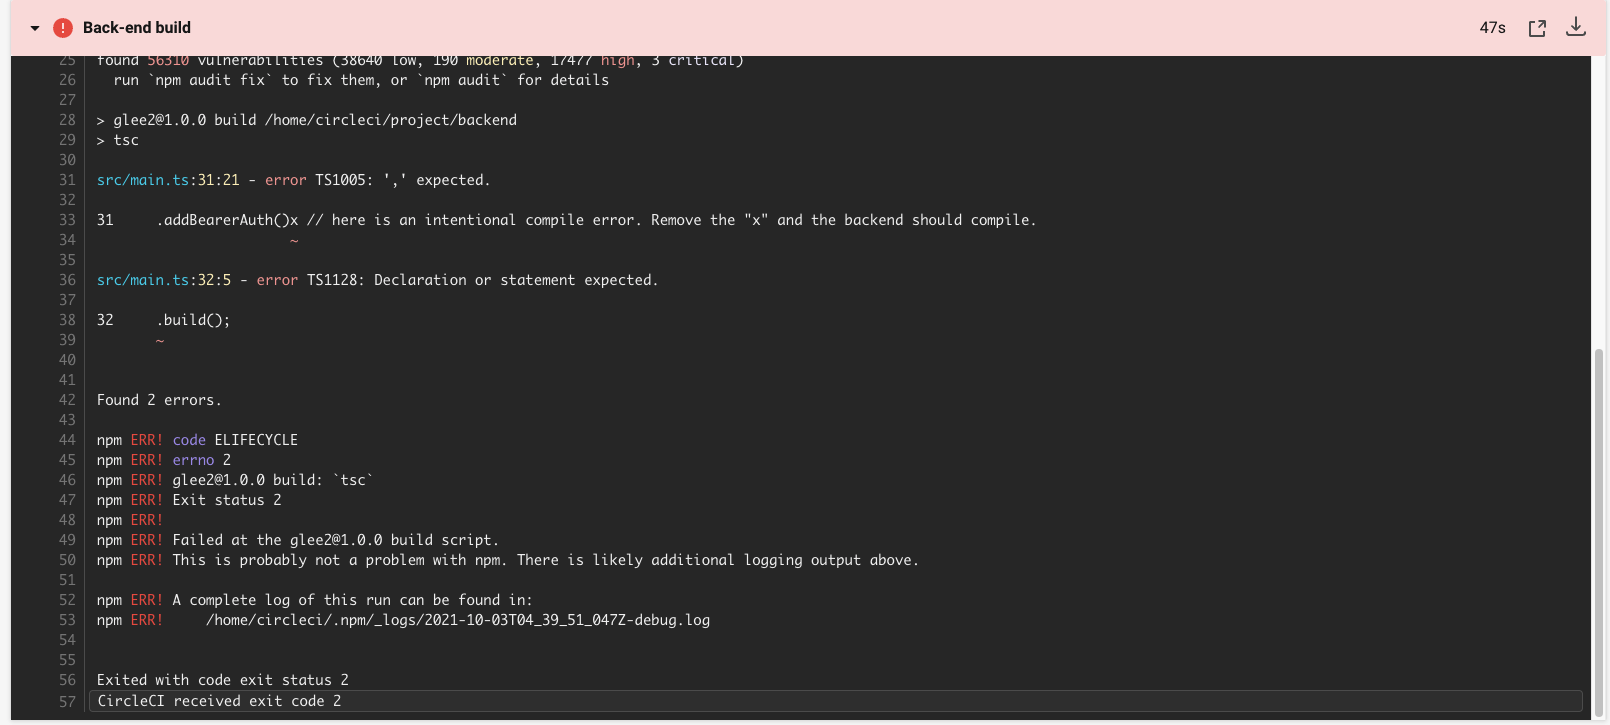 Back-end build 47s
25 found 56310 vulnerabilities (38640 low, 190 moderate, 17477 high, 3 critical)
26 run `npm audit fix` to fix them, or `npm audit` for details
27
28 > glee2@1.0.0 build /home/circleci/project/backend
29 > tsc
30
31 src/main.ts:31:21 - error TS1005: ',' expected.
32
33 31 .addBearerAuth()x // here is an intentional compile error. Remove the "x" and the backend should compile.
34 ~
35
36 src/main.ts:32:5 - error TS1128: Declaration or statement expected.
37
38 32 .build();
39 ~
40
41
42 Found 2 errors.
43
44 npm ERR! code ELIFECYCLE
45 npm ERR! errno 2
46 npm ERR! glee2@1.0.0 build: `tsc`
47 npm ERR! Exit status 2
48 npm ERR!
49 npm ERR! Failed at the glee2@1.0.0 build script.
50 npm ERR! This is probably not a problem with npm. There is likely additional logging output above.
51
52 npm ERR! A complete log of this run can be found in:
53 npm ERR! /home/circleci/.npm/_logs/2021-10-03T04_39_51_047Z-debug.log
54
55
56 Exited with code exit status 2
57 CircleCI received exit code 2